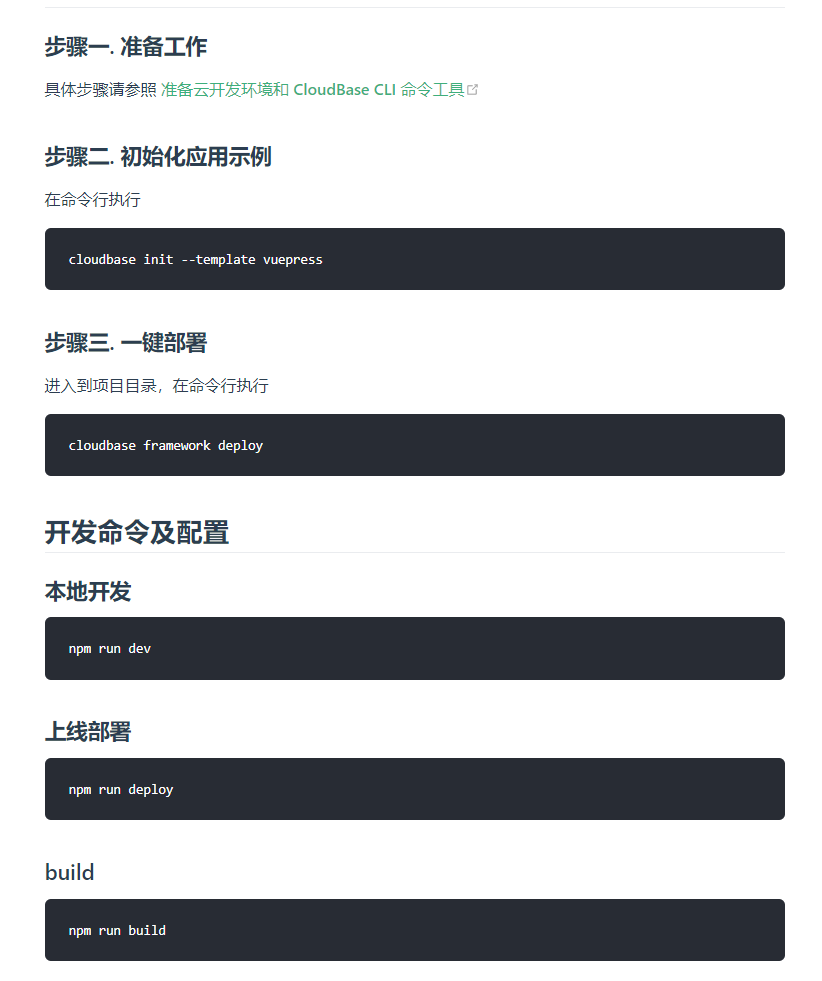 步骤一. 准备工作
具体步骤请参照 准备云开发环境和 CloudBase CLI 命令工具
步骤二. 初始化应用示例
在命令行执行
cloudbase init --template vuepress
步骤三. 一键部署
进入到项目目录，在命令行执行
cloudbase framework deploy
开发命令及配置
本地开发
npm run dev
上线部署
npm run deploy
build
npm run build